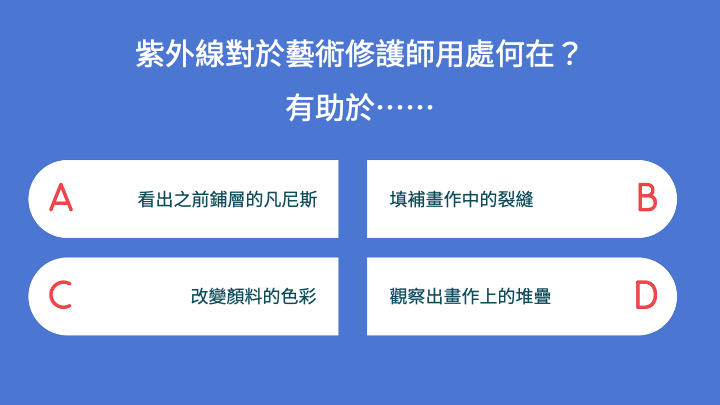 紫外線對於藝術修護師用處何在？
有助於⋯⋯
A 看出之前鋪層的凡尼斯
填補畫作中的裂縫 B
C 改變顏料的色彩
觀察出畫作上的堆疊 D